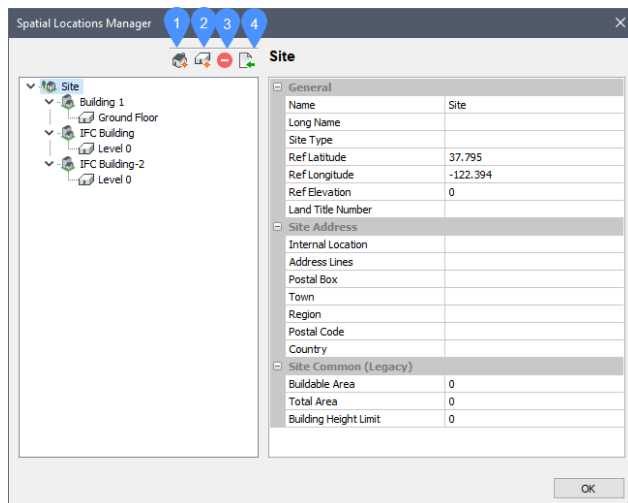 Spatial Locations Manager
1 2 3 4
Site
Site
Building 1
Ground Floor
IFC Building
Level 0
IFC Building-2
Level 0
General
Name Site
Long Name
Site Type
Ref Latitude 37.795
Ref Longitude -122.394
Ref Elevation 0
Land Title Number
Site Address
Internal Location
Address Lines
Postal Box
Town
Region
Postal Code
Country
Site Common (Legacy)
Buildable Area 0
Total Area 0
Building Height Limit 0
OK